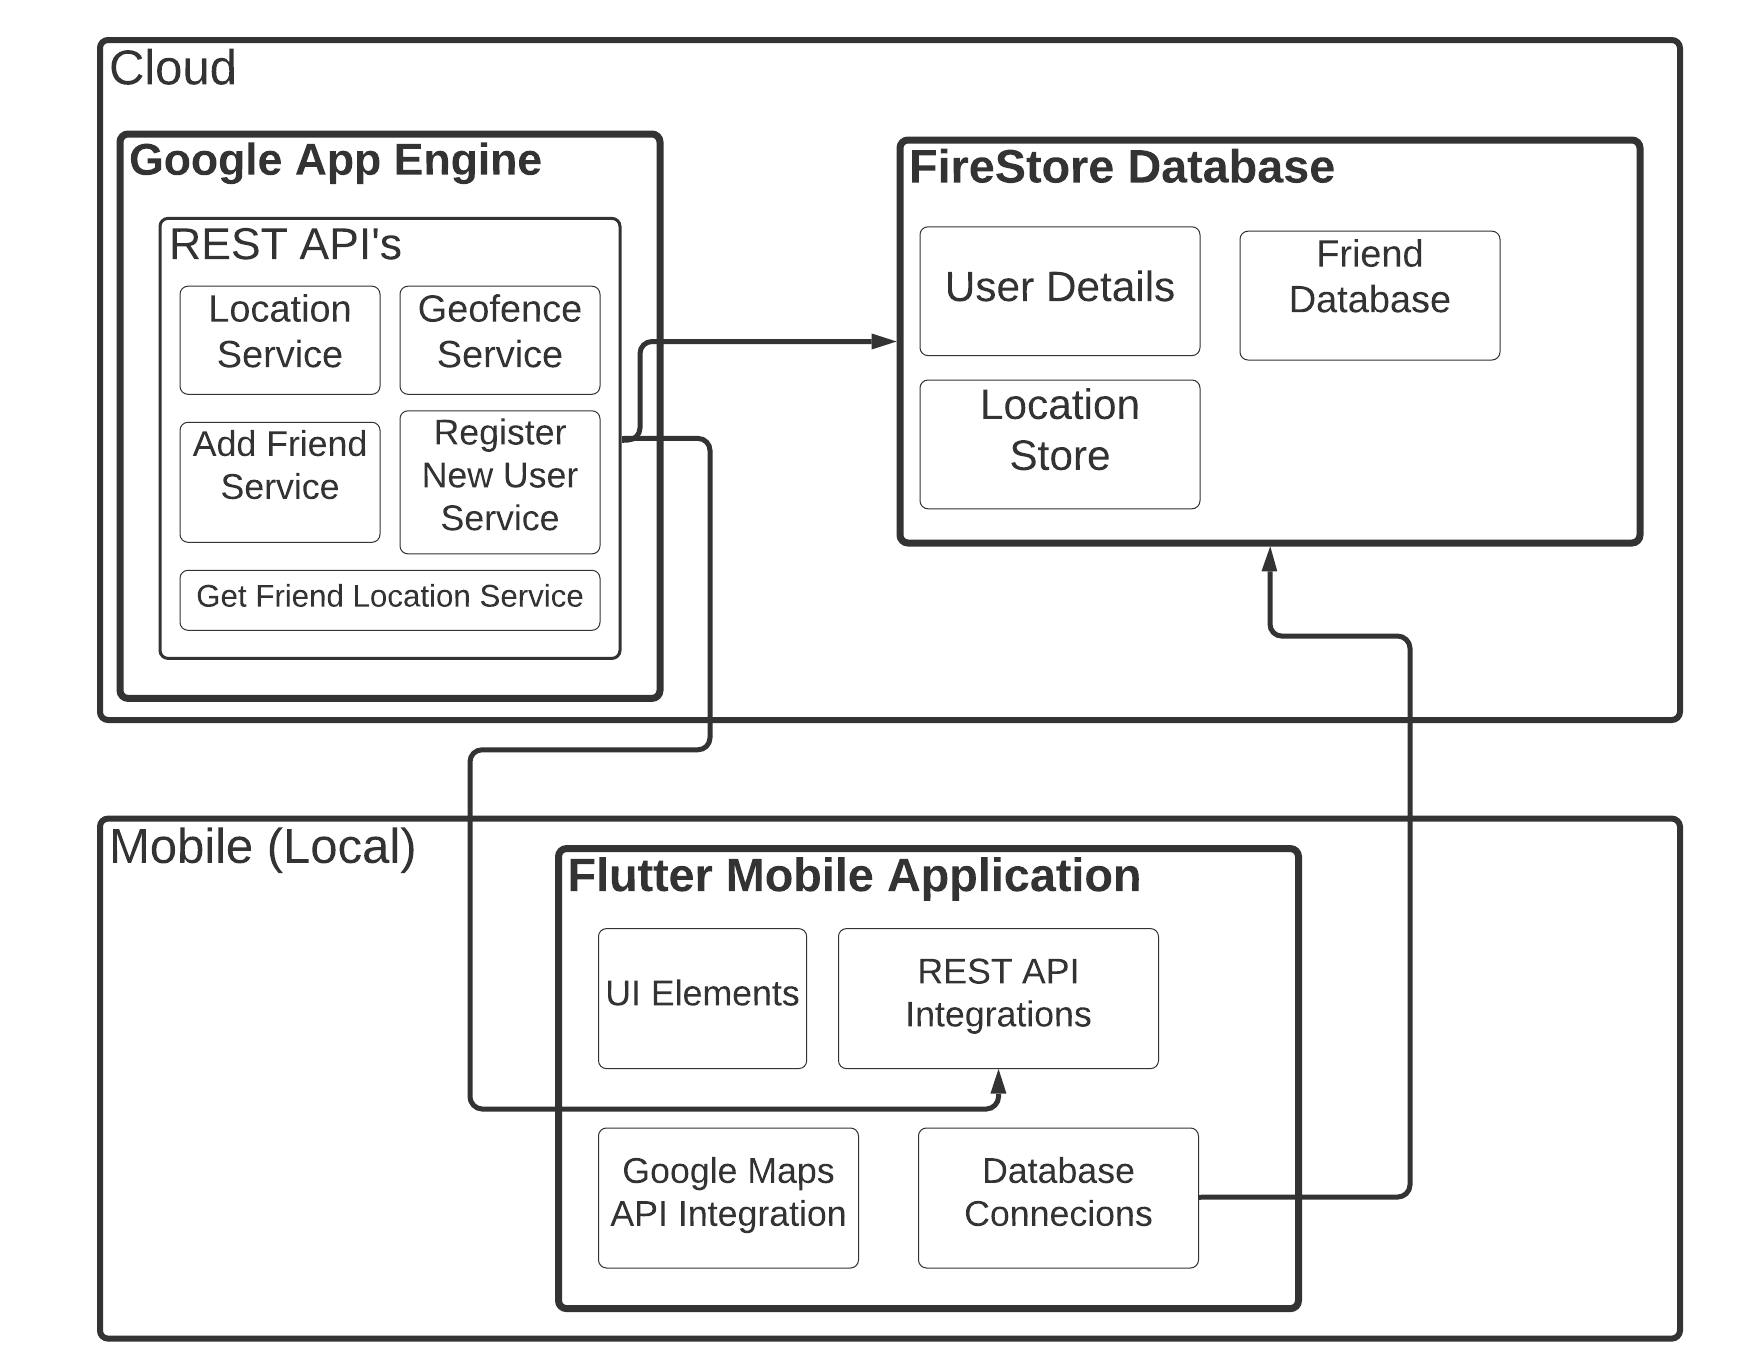 Cloud
Google App Engine
REST API's
Location
Service
Geofence
Service
Add Friend
Service
Register
New User
Service
Get Friend Location Service
FireStore Database
User Details
Friend
Database
Location
Store
Mobile (Local)
Flutter Mobile Application
UI Elements
REST API
Integrations
Google Maps
API Integration
Database
Connecions